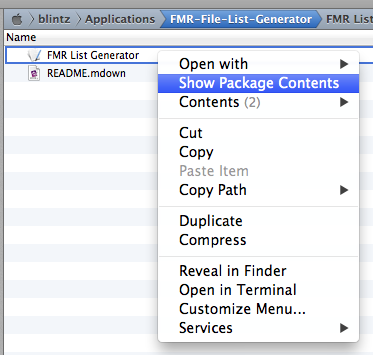 blintz Applications FMR-File-List-Generator FMR List
Name
FMR List Generator
README.mdown
Open with
Show Package Contents
Contents (2)
Cut
Copy
Paste Item
Copy Path
Duplicate
Compress
Reveal in Finder
Open in Terminal
Customize Menu...
Services